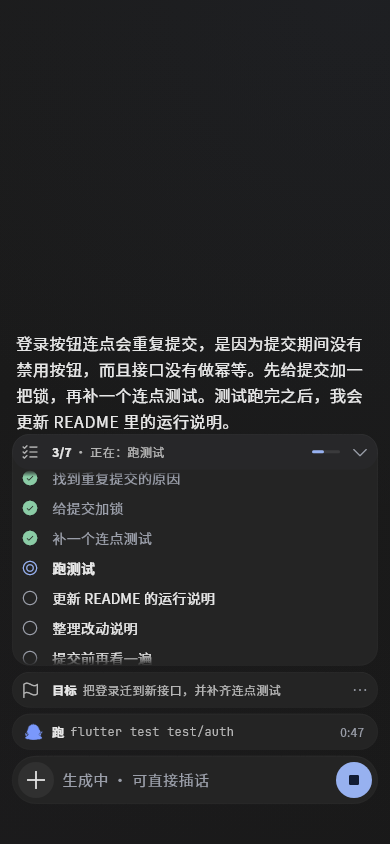 登录按钮连点会重复提交，是因为提交期间没有
禁用按钮，而且接口没有做幂等。先给提交加一
把锁，再补一个连点测试。测试跑完之后，我会
更新 README 里的运行说明。
3/7 · 正在：跑测试
找到重复提交的原因
给提交加锁
补一个连点测试
跑测试
更新 README 的运行说明
整理改动说明
提交前再看一遍
目标 把登录迁到新接口，并补齐连点测试
跑 flutter test test/auth 0:47
生成中 · 可直接插话